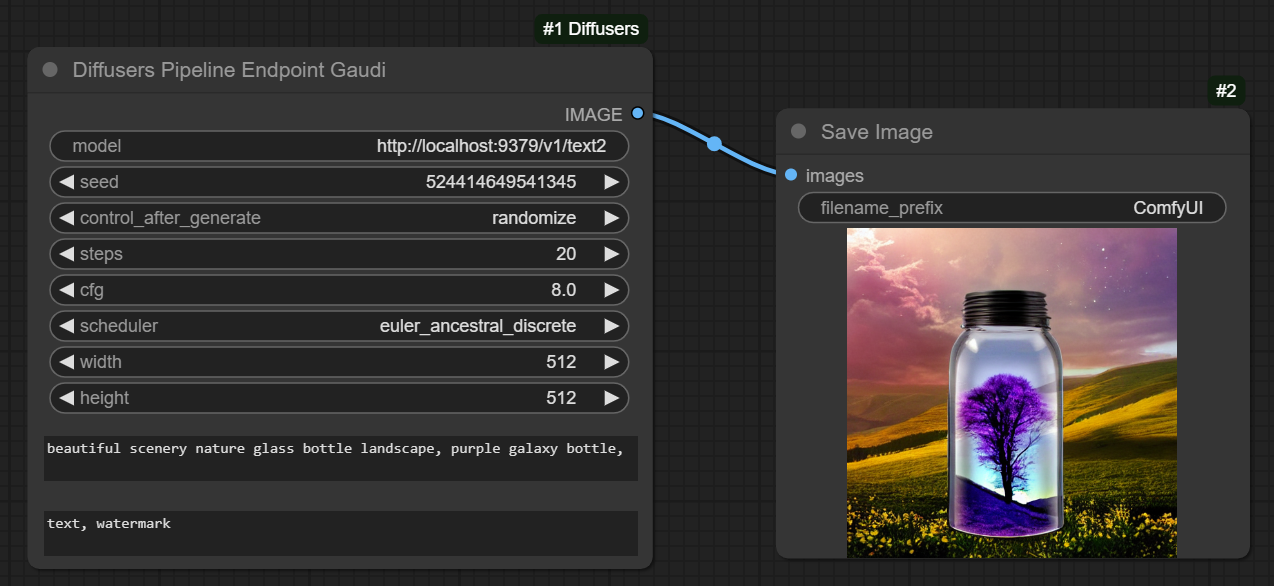 #1 Diffusers
Diffusers Pipeline Endpoint Gaudi
IMAGE
model http://localhost:9379/v1/text2
seed 524414649541345
control_after_generate randomize
steps 20
cfg 8.0
scheduler euler_ancestral_discrete
width 512
height 512
beautiful scenery nature glass bottle landscape, purple galaxy bottle,
text, watermark
#2
Save Image
images
filename_prefix ComfyUI